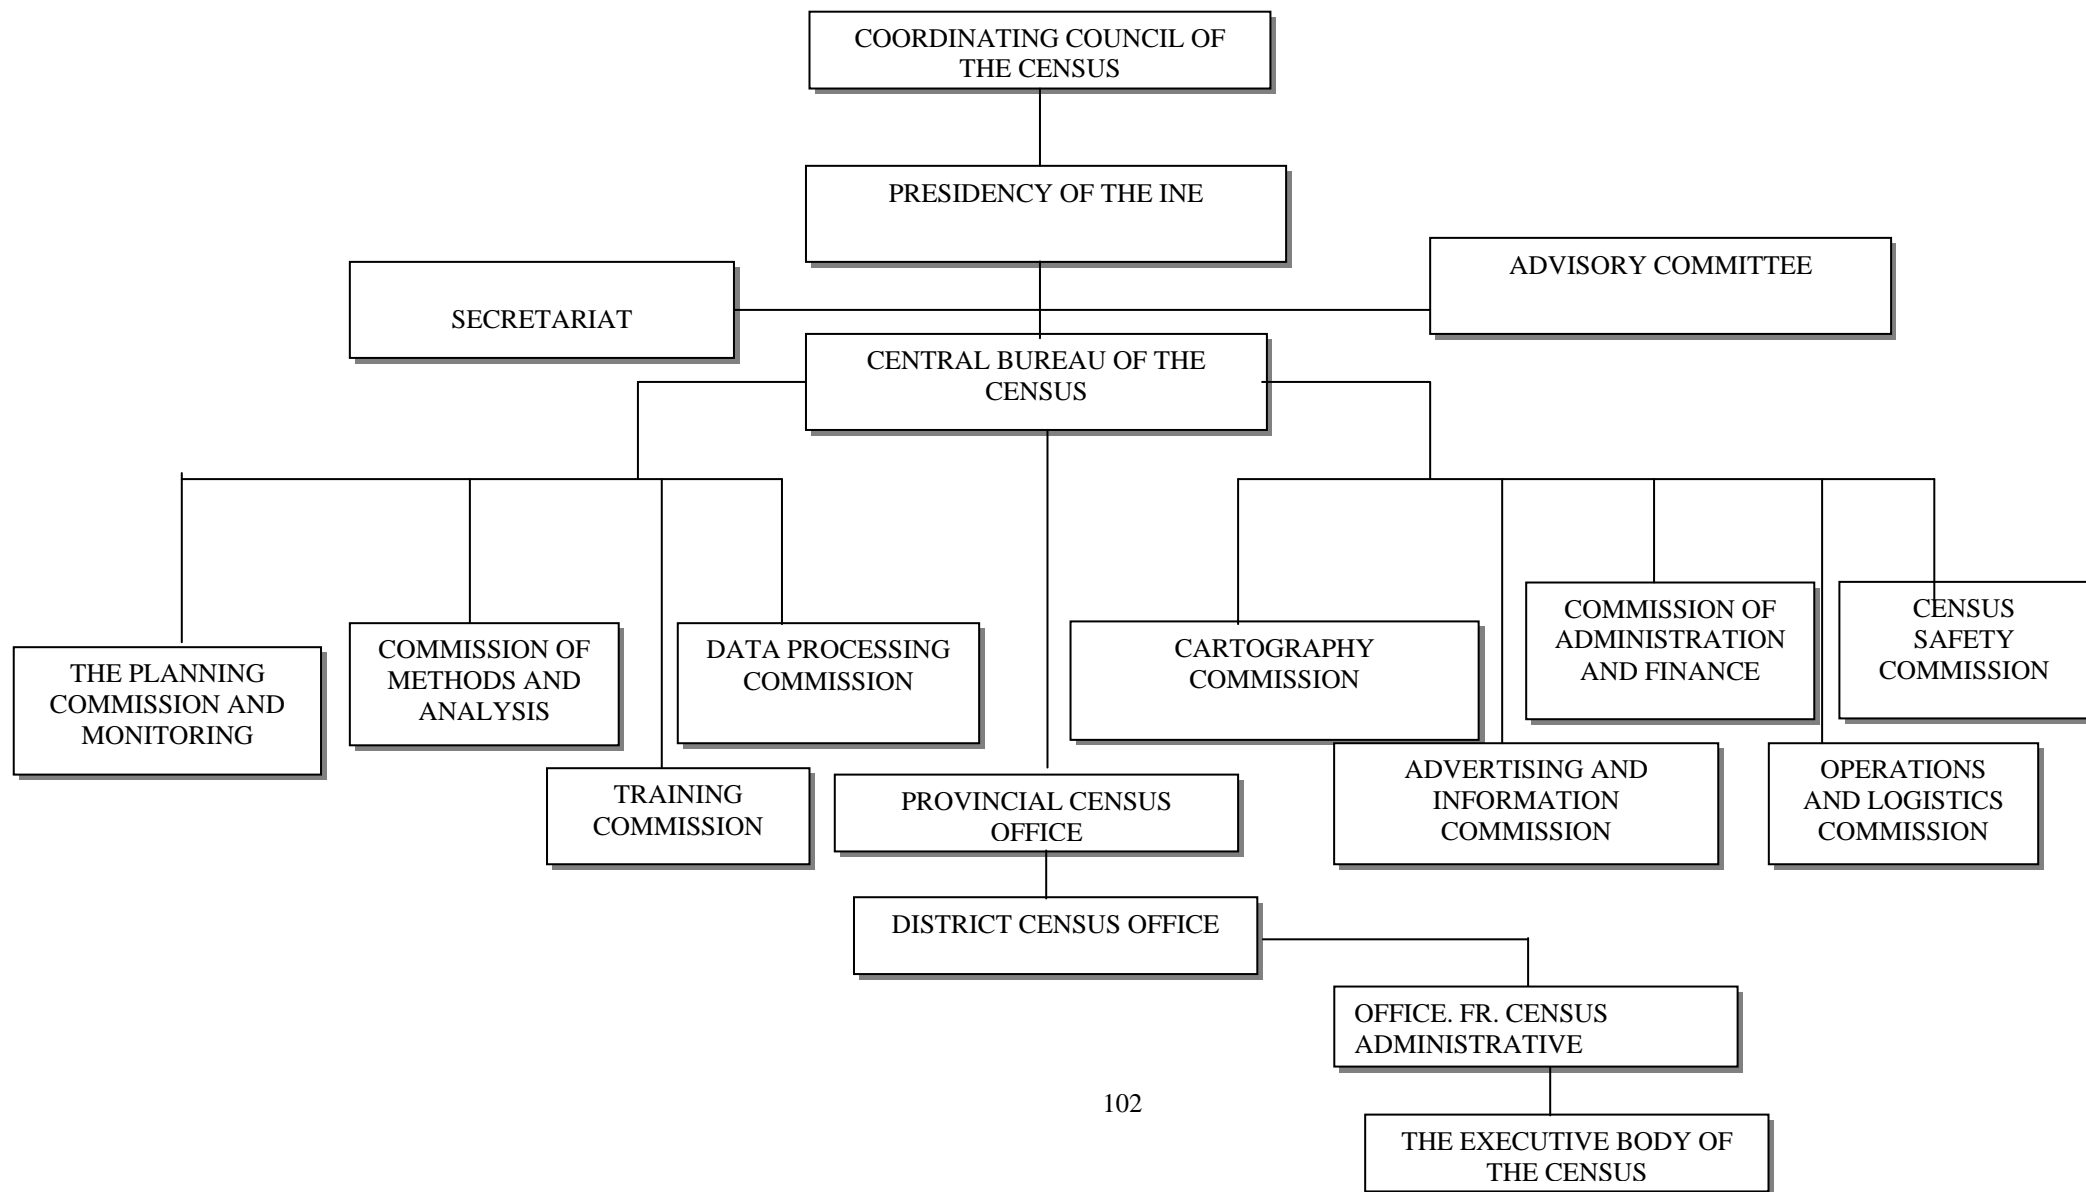 COORDINATING COUNCIL OF
THE CENSUS
PRESIDENCY OF THE INE
ADVISORY COMMITTEE
SECRETARIAT
CENTRAL BUREAU OF THE
CENSUS
THE PLANNING
COMMISSION AND
MONITORING
COMMISSION OF
METHODS AND
ANALYSIS
DATA PROCESSING
COMMISSION
CARTOGRAPHY
COMMISSION
COMMISSION OF
ADMINISTRATION
AND FINANCE
CENSUS
SAFETY
COMMISSION
TRAINING
COMMISSION
PROVINCIAL CENSUS
OFFICE
ADVERTISING AND
INFORMATION
COMMISSION
OPERATIONS
AND LOGISTICS
COMMISSION
DISTRICT CENSUS OFFICE
OFFICE. FR. CENSUS
ADMINISTRATIVE
102
THE EXECUTIVE BODY OF
THE CENSUS